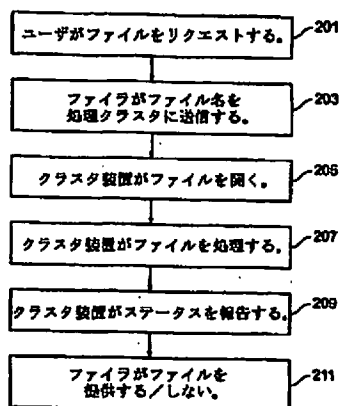 ユーザがファイルをリクエストする。
201
ファイラがファイル名を
処理クラスタに送信する。
203
クラスタ装置がファイルを開く。
205
クラスタ装置がファイルを処理する。
207
クラスタ装置がステータスを報告する。
209
ファイラがファイルを
提供する/しない。
211